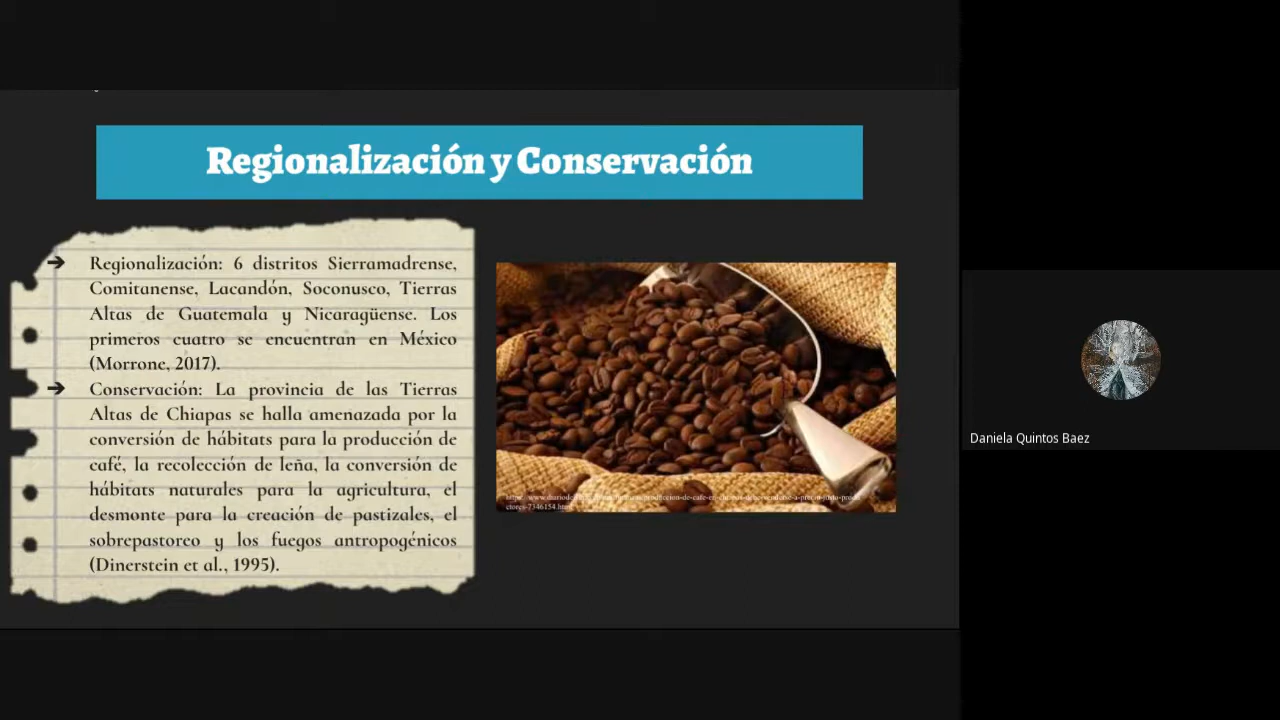 Regionalización y Conservación
➔ Regionalización: 6 distritos Sierramadrense,
Comitanense, Lacandón, Soconusco, Tierras
Altas de Guatemala y Nicaragüense. Los
primeros cuatro se encuentran en México
(Morrone, 2017).
➔ Conservación: La provincia de las Tierras
Altas de Chiapas se halla amenazada por la
conversión de hábitats para la producción de
café, la recolección de leña, la conversión de
hábitats naturales para la agricultura, el
desmonte para la creación de pastizales, el
sobrepastoreo y los fuegos antropogénicos
(Dinerstein et al., 1995).
Daniela Quintos Baez